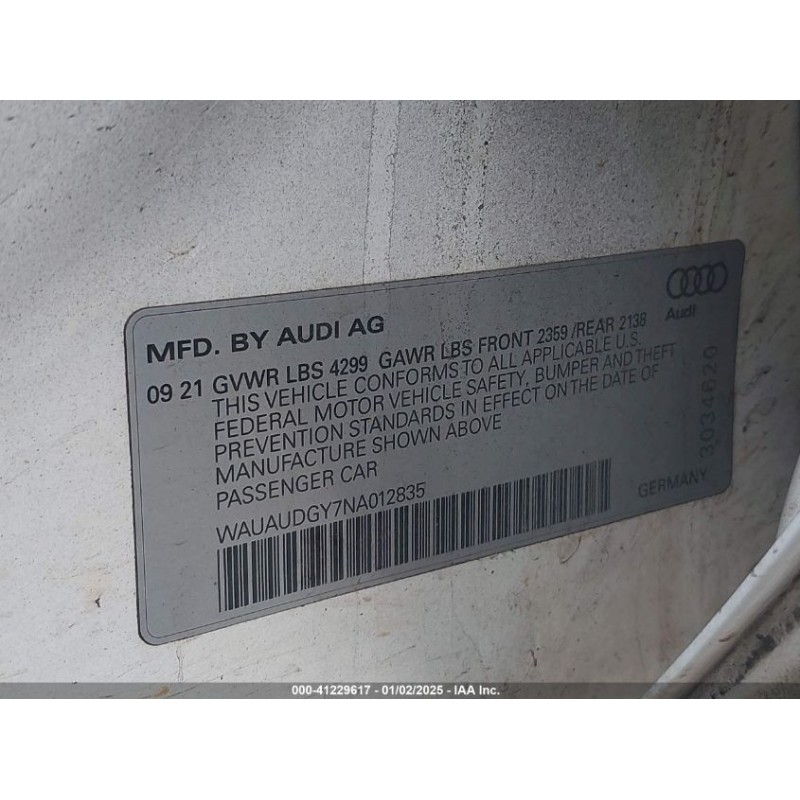 Audi
MFD. BY AUDI AG
09 21 GVWR LBS 4299 GAWR LBS FRONT 2359 /REAR 2138
THIS VEHICLE CONFORMS TO ALL APPLICABLE U.S.
FEDERAL MOTOR VEHICLE SAFETY, BUMPER AND THEFT
PREVENTION STANDARDS IN EFFECT ON THE DATE OF
MANUFACTURE SHOWN ABOVE
PASSENGER CAR
WAUAUDGY7NA012835
GERMANY
3034620
000-41229617 - 01/02/2025 - IAA Inc.